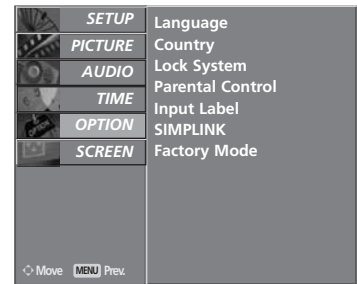 SETUP
PICTURE
AUDIO
TIME
OPTION
SCREEN
Move MENU Prev.
Language
Country
Lock System
Parental Control
Input Label
SIMPLINK
Factory Mode